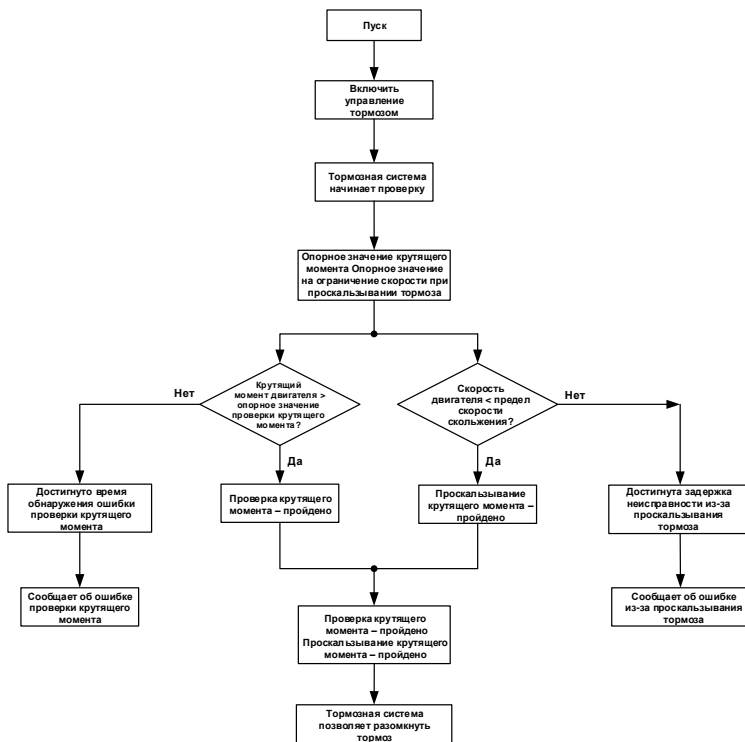 Пуск
Включить
управление
тормозом
Тормозная система
начинает проверку
Опорное значение крутящего
момента Опорное значение
на ограничение скорости при
проскальзывании тормоза
Нет
Крутящий
момент двигателя >
опорное значение
проверки крутящего
момента?
Скорость
двигателя < предел
скорости
скольжения?
Нет
Да
Да
Достигнуто время
обнаружения ошибки
проверки крутящего
момента
Проверка крутящего
момента – пройдено
Проскальзывание
крутящего момента –
пройдено
Достигнута задержка
неисправности из-за
проскальзывания
тормоза
Сообщает об ошибке
проверки крутящего
момента
Проверка крутящего
момента – пройдено
Проскальзывание крутящего
момента – пройдено
Сообщает об ошибке
из-за проскальзывания
тормоза
Тормозная система
позволяет разомкнуть
тормоз